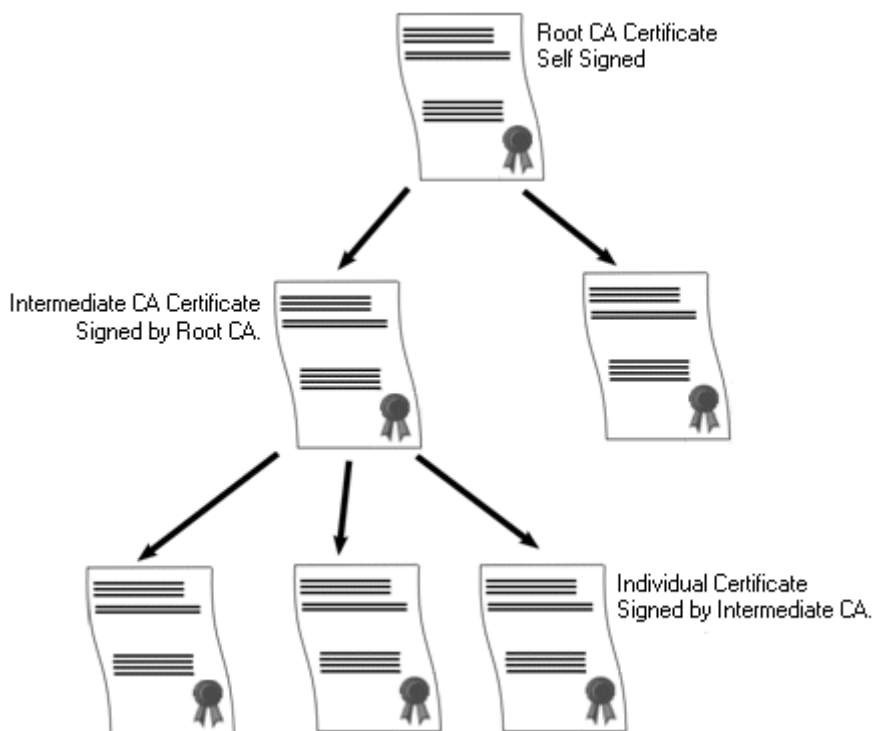 Root CA Certificate
Self Signed
Intermediate CA Certificate
Signed by Root CA.
Individual Certificate
Signed by Intermediate CA.